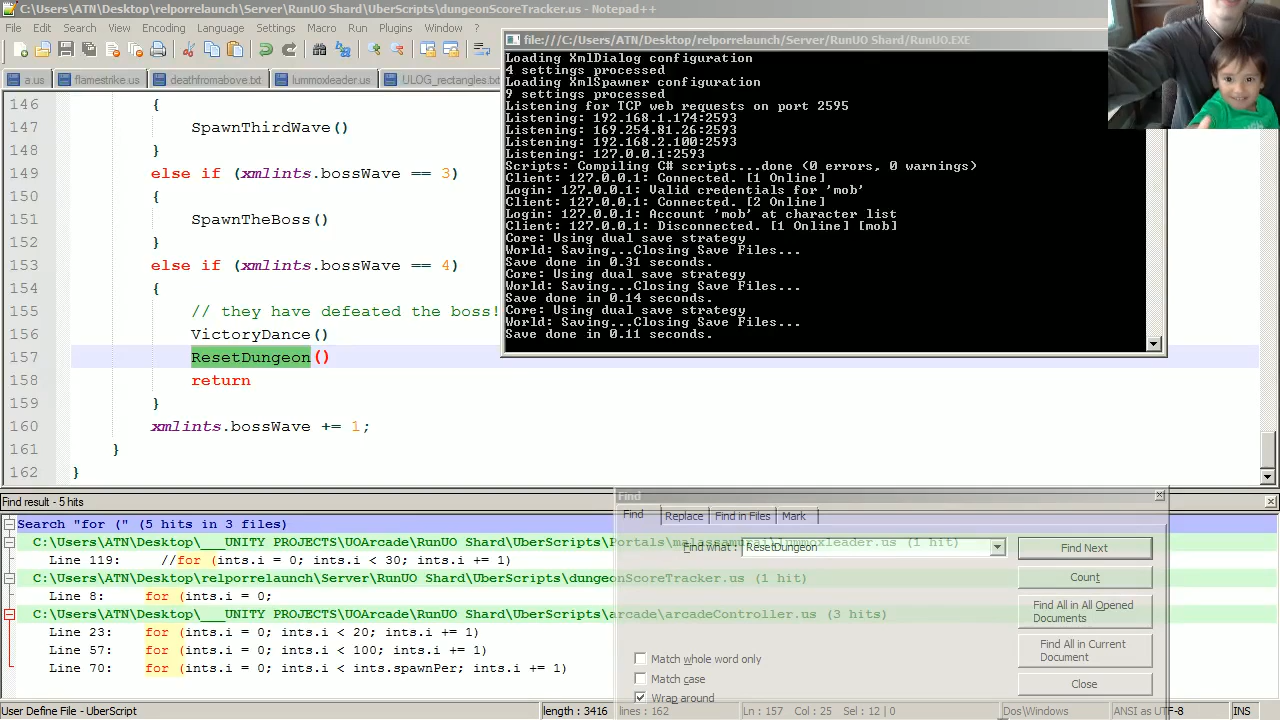 C:\Users\ATN\Desktop\relporrelaunch\Server\RunUO Shard\UberScripts\dungeonScoreTracker.us - Notepad++
File Edit Search View Encoding Language Settings Macro Run Plugins Window ?
a.us flamestrike.us deathfromabove.txt lummoxleader.us ULOG_rectangles.txt
146 {
147 SpawnThirdWave()
148 }
149 else if (xmlints.bossWave == 3)
150 {
151 SpawnTheBoss()
152 }
153 else if (xmlints.bossWave == 4)
154 {
155 // they have defeated the boss!
156 VictoryDance()
157 ResetDungeon()
158 return
159 }
160 xmlints.bossWave += 1;
161 }
162 }
file:///C:/Users/ATN/Desktop/relporrelaunch/Server/RunUO Shard/RunUO.EXE
Loading XmlDialog configuration
4 settings processed
Loading XmlSpawner configuration
9 settings processed
Listening for TCP web requests on port 2595
Listening: 192.168.1.174:2593
Listening: 169.254.81.26:2593
Listening: 192.168.2.100:2593
Listening: 127.0.0.1:2593
Scripts: Compiling C# scripts...done (0 errors, 0 warnings)
Client: 127.0.0.1: Connected. [1 Online]
Login: 127.0.0.1: Valid credentials for 'mob'
Client: 127.0.0.1: Connected. [2 Online]
Login: 127.0.0.1: Account 'mob' at character list
Client: 127.0.0.1: Disconnected. [1 Online] [mob]
Core: Using dual save strategy
World: Saving...Closing Save Files...
Save done in 0.31 seconds.
Core: Using dual save strategy
World: Saving...Closing Save Files...
Save done in 0.14 seconds.
Core: Using dual save strategy
World: Saving...Closing Save Files...
Save done in 0.11 seconds.
Find result - 5 hits
Search "for (" (5 hits in 3 files)
C:\Users\ATN\Desktop\___UNITY PROJECTS\UOArcade\RunUO Shard\UberScripts\Portals\ lummoxleader.us (1 hit)
Line 119: //for (ints.i = 0; ints.i < 30; ints.i += 1)
C:\Users\ATN\Desktop\relporrelaunch\Server\RunUO Shard\UberScripts\dungeonScoreTracker.us (1 hit)
Line 8: for (ints.i = 0;
C:\Users\ATN\Desktop\___UNITY PROJECTS\UOArcade\RunUO Shard\UberScripts\arcade\arcadeController.us (3 hits)
Line 23: for (ints.i = 0; ints.i < 20; ints.i += 1)
Line 57: for (ints.i = 0; ints.i < 100; ints.i += 1)
Line 70: for (ints.i = 0; ints.i < ints.spawnPer; ints.i += 1)
Find
Find Replace Find in Files Mark
Find what : ResetDungeon
Find Next
Count
Find All in All Opened
Documents
Find All in Current
Document
Close
Match whole word only
Match case
Wrap around
User Define File - UberScript length : 3416 lines : 162 Ln : 157 Col : 25 Sel : 12 | 0 Dos\Windows ANSI as UTF-8 INS